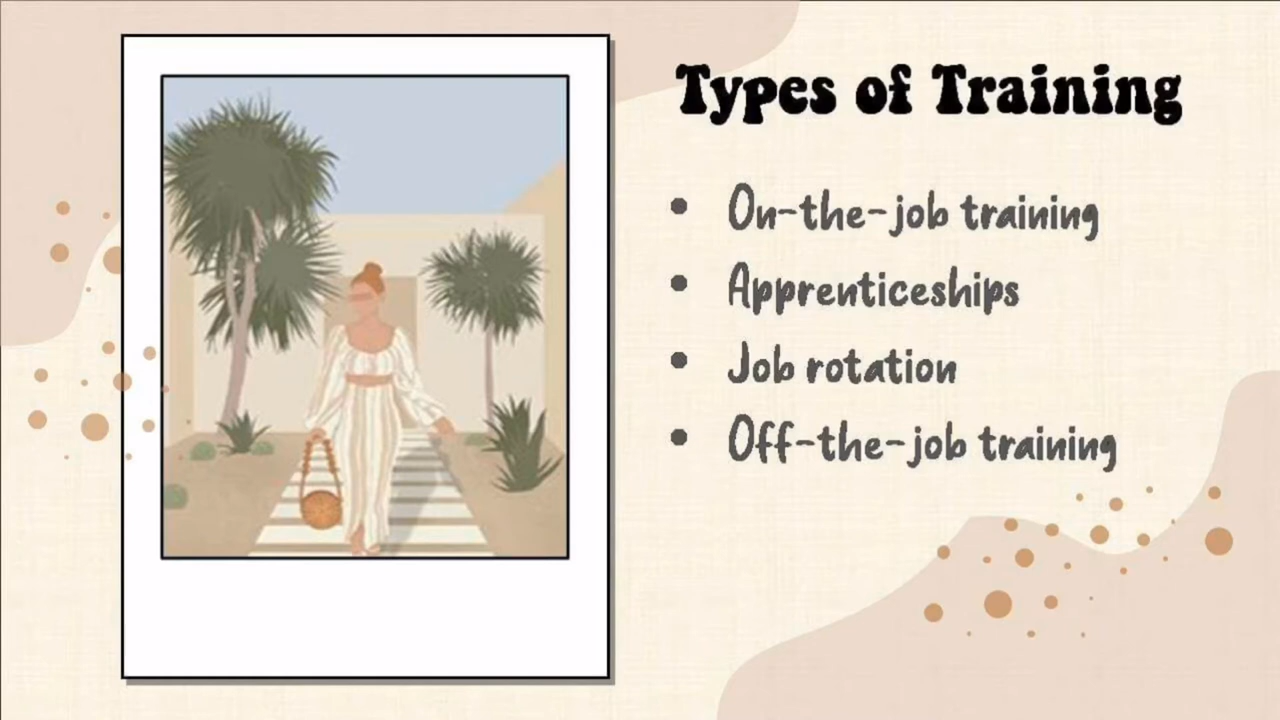 Types of Training
• On-the-job training
• Apprenticeships
• Job rotation
• Off-the-job training